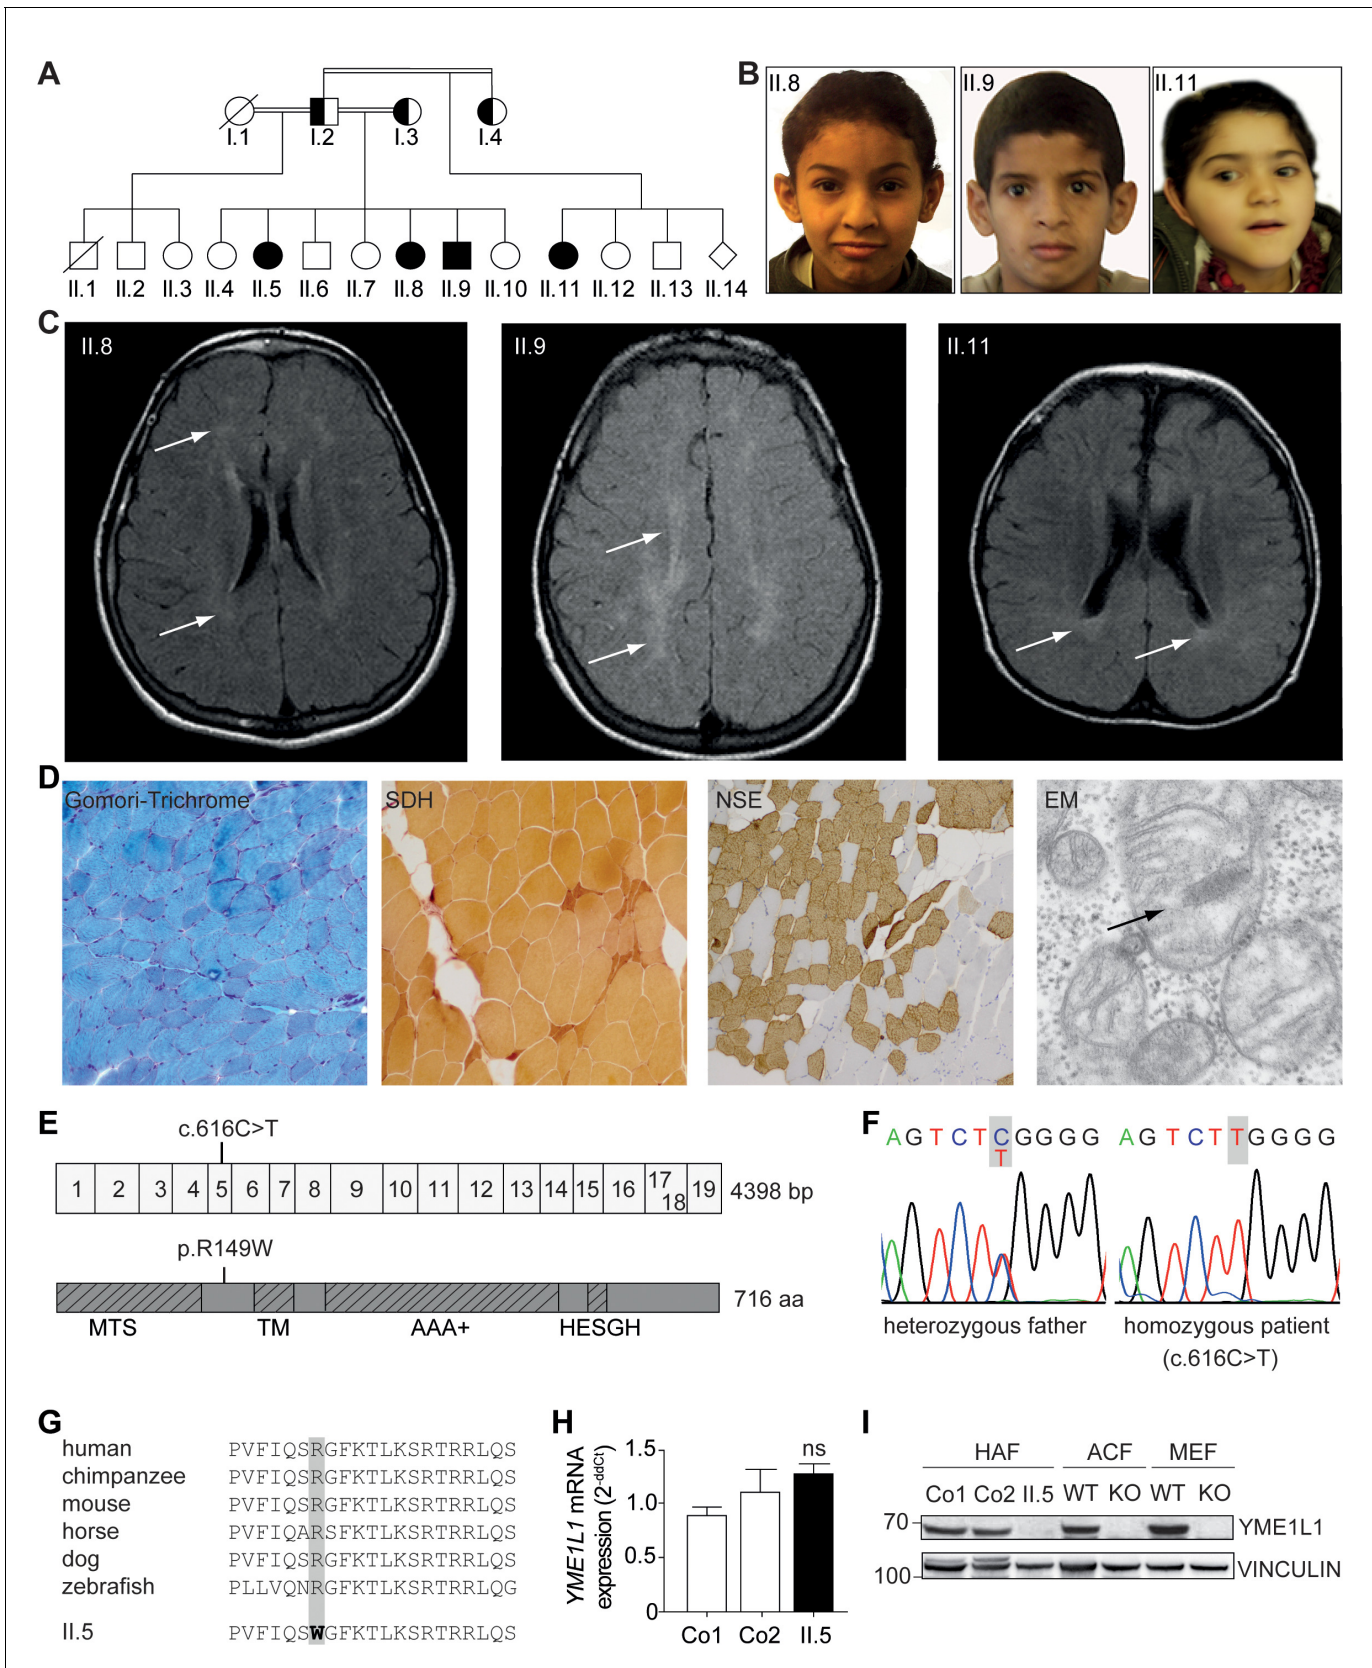 A
I.1 I.2 I.3 I.4
II.1 II.2 II.3 II.4 II.5 II.6 II.7 II.8 II.9 II.10 II.11 II.12 II.13 II.14
B
II.8 II.9 II.11
C
II.8 II.9 II.11
D
Gomori-Trichrome SDH NSE EM
E
c.616C>T
1 2 3 4 5 6 7 8 9 10 11 12 13 14 15 16 17 18 19 4398 bp
p.R149W
716 aa
MTS TM AAA+ HESGH
F
A G T C T C G G G G
T
A G T C T T G G G G
heterozygous father
homozygous patient
(c.616C>T)
G
human PVFIQSRGFKTLKSRTRRLQS
chimpanzee PVFIQSRGFKTLKSRTRRLQS
mouse PVFIQSRGFKTLKSRTRRLQS
horse PVFIQARSFKTLKSRTRRLQS
dog PVFIQSRGFKTLKSRTRRLQS
zebrafish PLLVQNRGFKTLKSRTRRLQG
II.5 PVFIQSWGFKTLKSRTRRLQS
H
YME1L1 mRNA
expression (2-ddCt)
1.5
1.0
0.5
0
ns
Co1 Co2 II.5
I
HAF ACF MEF
Co1 Co2 II.5 WT KO WT KO
70 YME1L1
100 VINCULIN